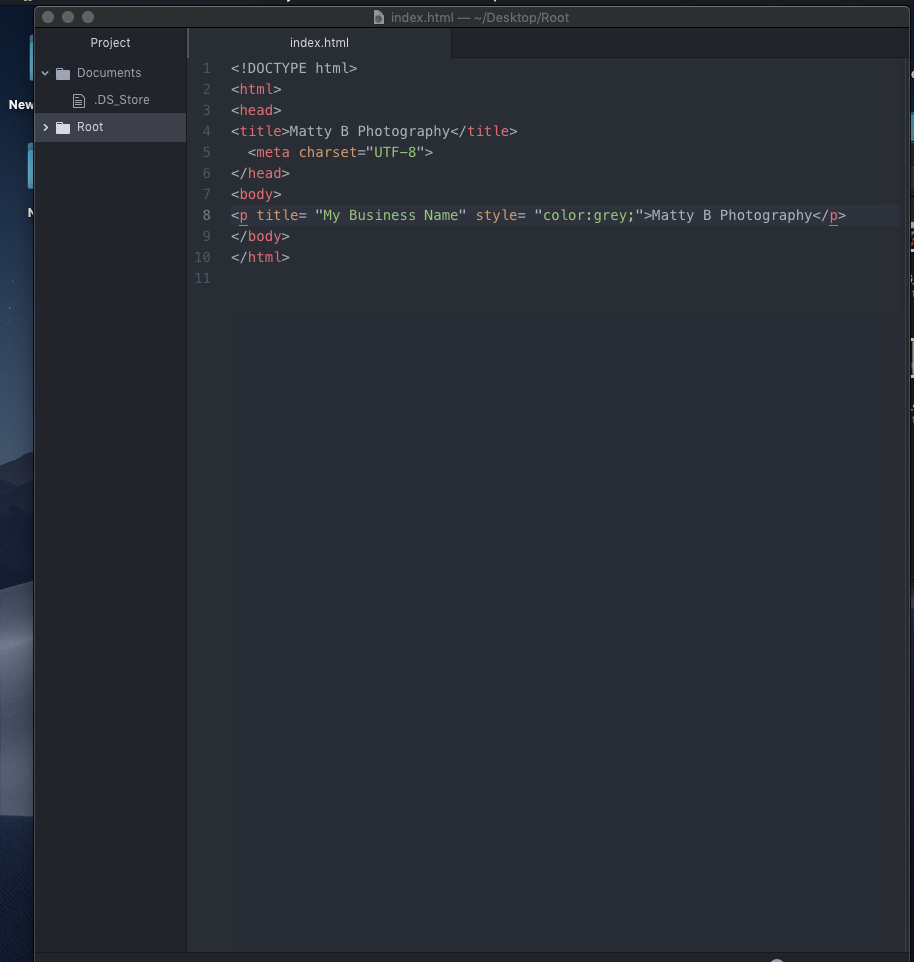 index.html — ~/Desktop/Root
Project
index.html
Documents
.DS_Store
Root
New
1 <!DOCTYPE html>
2 <html>
3 <head>
4 <title>Matty B Photography</title>
5 <meta charset="UTF-8">
6 </head>
7 <body>
8 <p title= "My Business Name" style= "color:grey;">Matty B Photography</p>
9 </body>
10 </html>
11